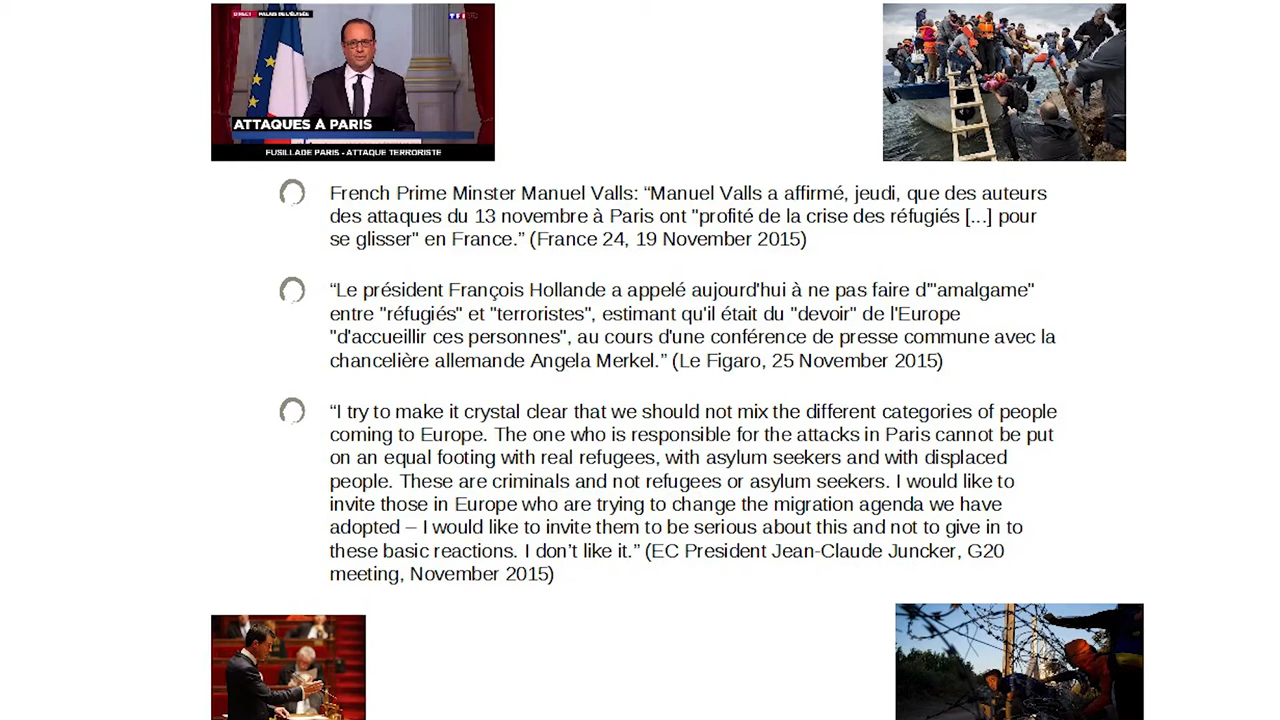 DIRECT PALAIS DE L'ÉLYSÉE
TF1
ATTAQUES À PARIS
FUSILLADE PARIS - ATTAQUE TERRORISTE
French Prime Minster Manuel Valls: “Manuel Valls a affirmé, jeudi, que des auteurs
des attaques du 13 novembre à Paris ont "profité de la crise des réfugiés [...] pour
se glisser" en France.” (France 24, 19 November 2015)
“Le président François Hollande a appelé aujourd'hui à ne pas faire d'"amalgame"
entre "réfugiés" et "terroristes", estimant qu'il était du "devoir" de l'Europe
"d'accueillir ces personnes", au cours d'une conférence de presse commune avec la
chancelière allemande Angela Merkel.” (Le Figaro, 25 November 2015)
“I try to make it crystal clear that we should not mix the different categories of people
coming to Europe. The one who is responsible for the attacks in Paris cannot be put
on an equal footing with real refugees, with asylum seekers and with displaced
people. These are criminals and not refugees or asylum seekers. I would like to
invite those in Europe who are trying to change the migration agenda we have
adopted – I would like to invite them to be serious about this and not to give in to
these basic reactions. I don’t like it.” (EC President Jean-Claude Juncker, G20
meeting, November 2015)